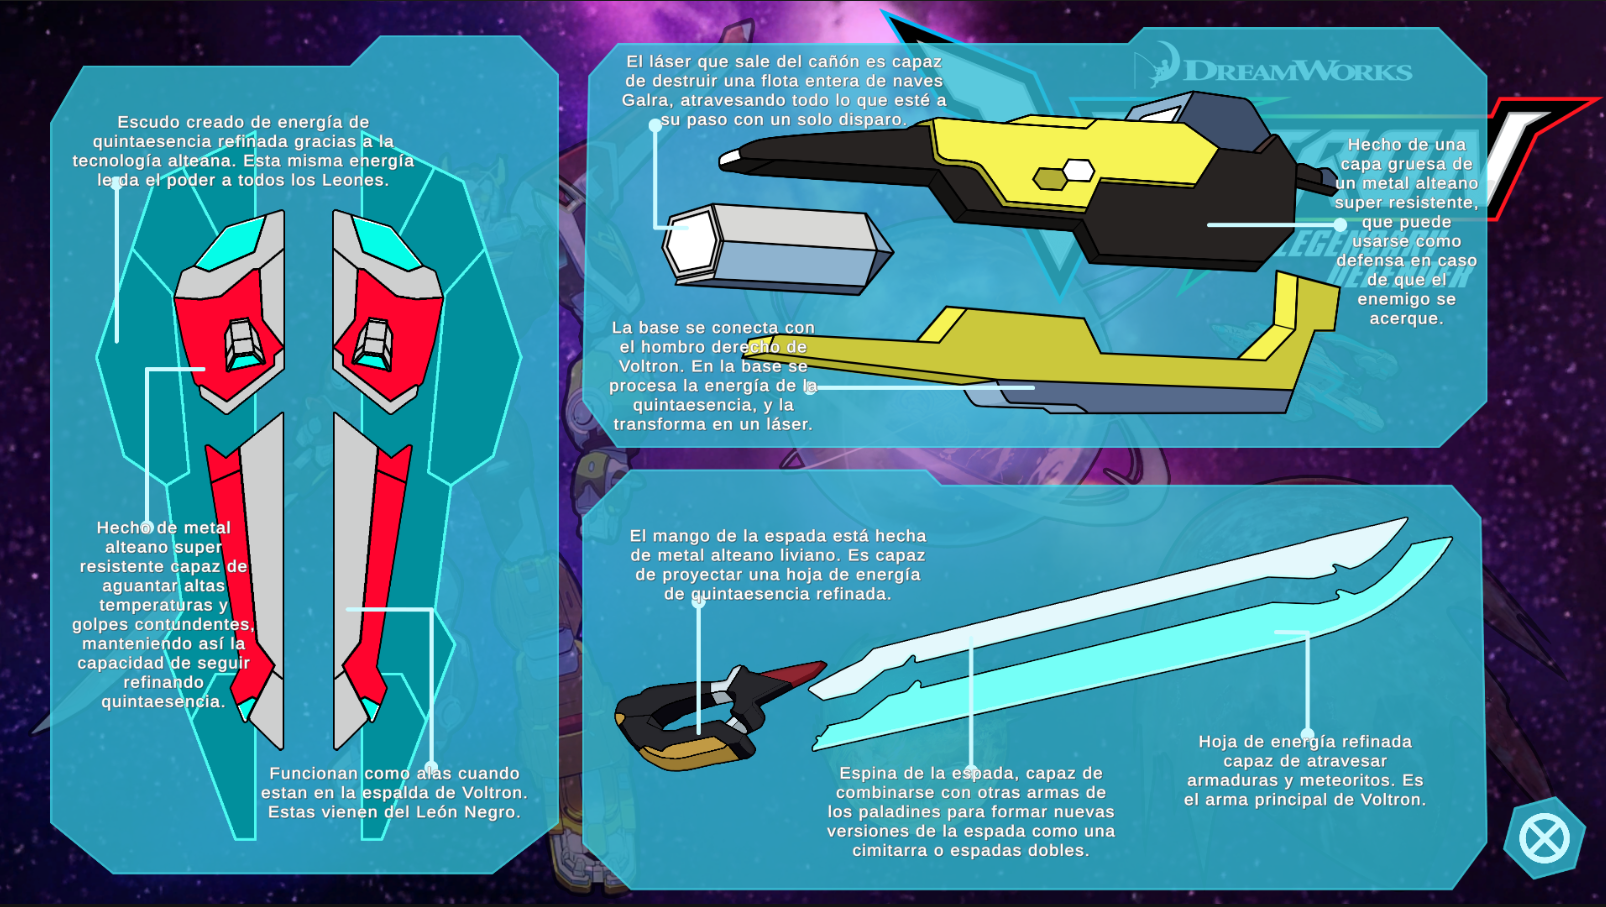 Escudo creado de energía de
quintaesencia refinada gracias a la
tecnología alteana. Esta misma energía
le da el poder a todos los Leones.
Hecho de metal
alteano super
resistente capaz de
aguantar altas
temperaturas y
golpes contundentes,
manteniendo así la
capacidad de seguir
refinando
quintaesencia.
Funcionan como alas cuando
estan en la espalda de Voltron.
Estas vienen del León Negro.
El láser que sale del cañón es capaz
de destruir una flota entera de naves
Galra, atravesando todo lo que esté a
su paso con un solo disparo.
DREAMWORKS
LEGENDARY
DEFENDER
Hecho de una
capa gruesa de
un metal alteano
super resistente,
que puede
usarse como
defensa en caso
de que el
enemigo se
acerque.
La base se conecta con
el hombro derecho de
Voltron. En la base se
procesa la energía de la
quintaesencia, y la
transforma en un láser.
El mango de la espada está hecha
de metal alteano liviano. Es capaz
de proyectar una hoja de energía
de quintaesencia refinada.
Espina de la espada, capaz de
combinarse con otras armas de
los paladines para formar nuevas
versiones de la espada como una
cimitarra o espadas dobles.
Hoja de energía refinada
capaz de atravesar
armaduras y meteoritos. Es
el arma principal de Voltron.